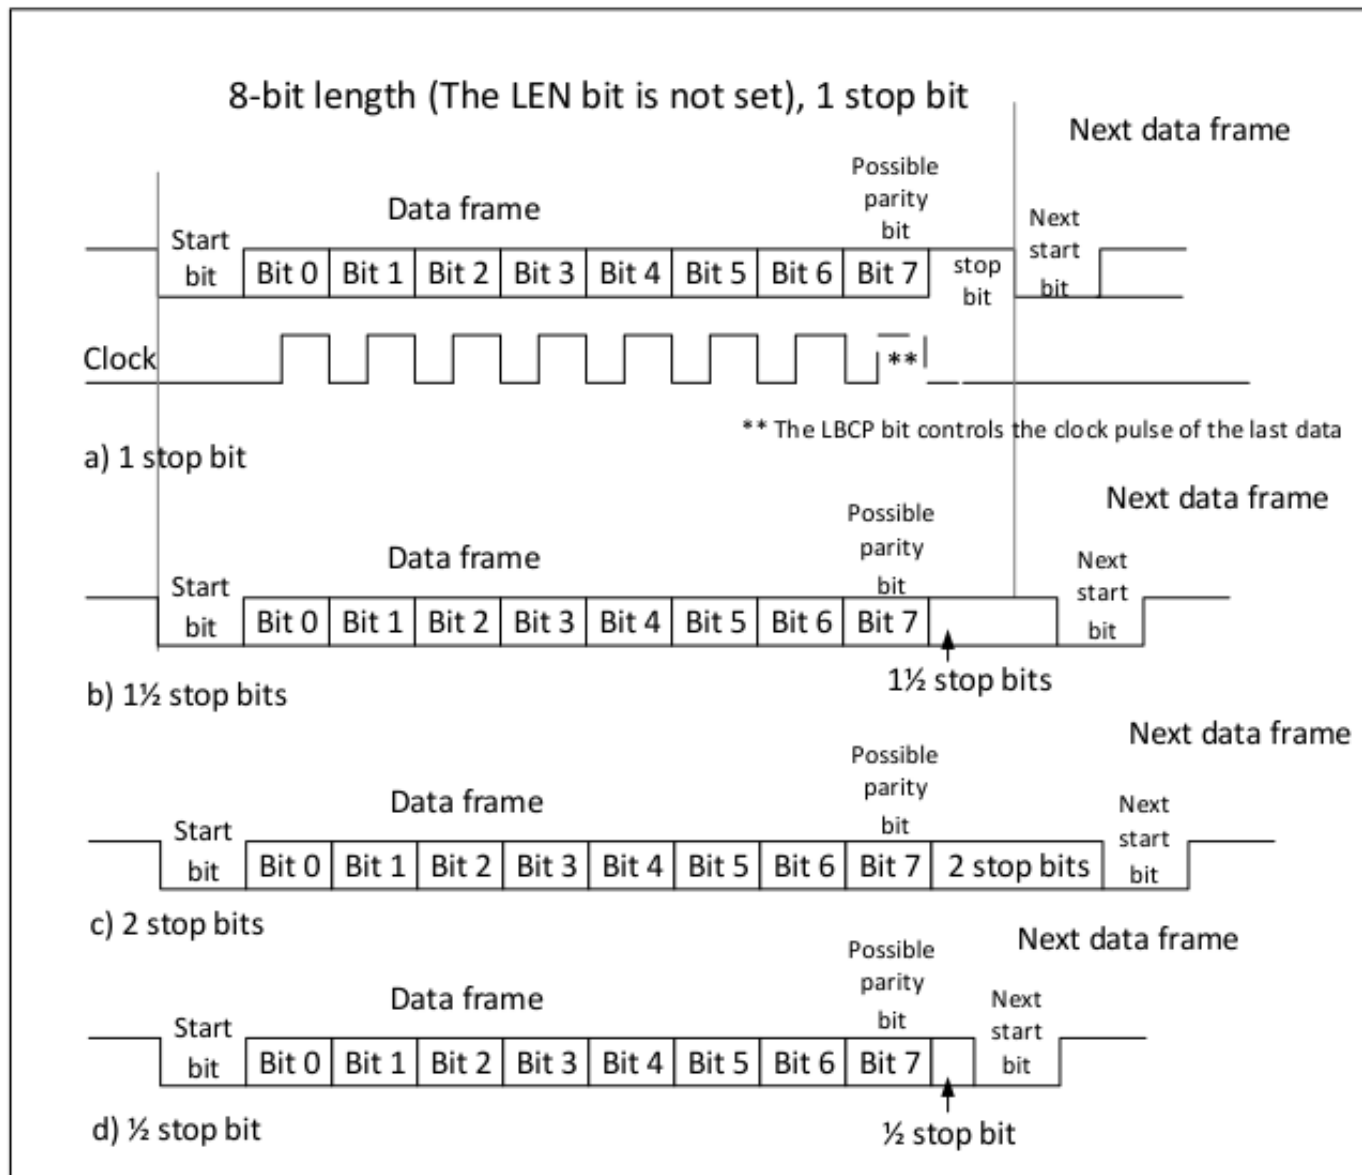 8-bit length (The LEN bit is not set), 1 stop bit
Next data frame
Possible
parity
bit
Data frame
Next
start
bit
Start
bit
Bit 0 Bit 1 Bit 2 Bit 3 Bit 4 Bit 5 Bit 6 Bit 7
stop
bit
Clock
**
** The LBCP bit controls the clock pulse of the last data
a) 1 stop bit
Next data frame
Possible
parity
bit
Data frame
Next
start
bit
Start
bit
Bit 0 Bit 1 Bit 2 Bit 3 Bit 4 Bit 5 Bit 6 Bit 7
1½ stop bits
b) 1½ stop bits
Next data frame
Possible
parity
bit
Data frame
Next
start
bit
Start
bit
Bit 0 Bit 1 Bit 2 Bit 3 Bit 4 Bit 5 Bit 6 Bit 7 2 stop bits
c) 2 stop bits
Next data frame
Possible
parity
bit
Data frame
Next
start
bit
Start
bit
Bit 0 Bit 1 Bit 2 Bit 3 Bit 4 Bit 5 Bit 6 Bit 7
½ stop bit
d) ½ stop bit